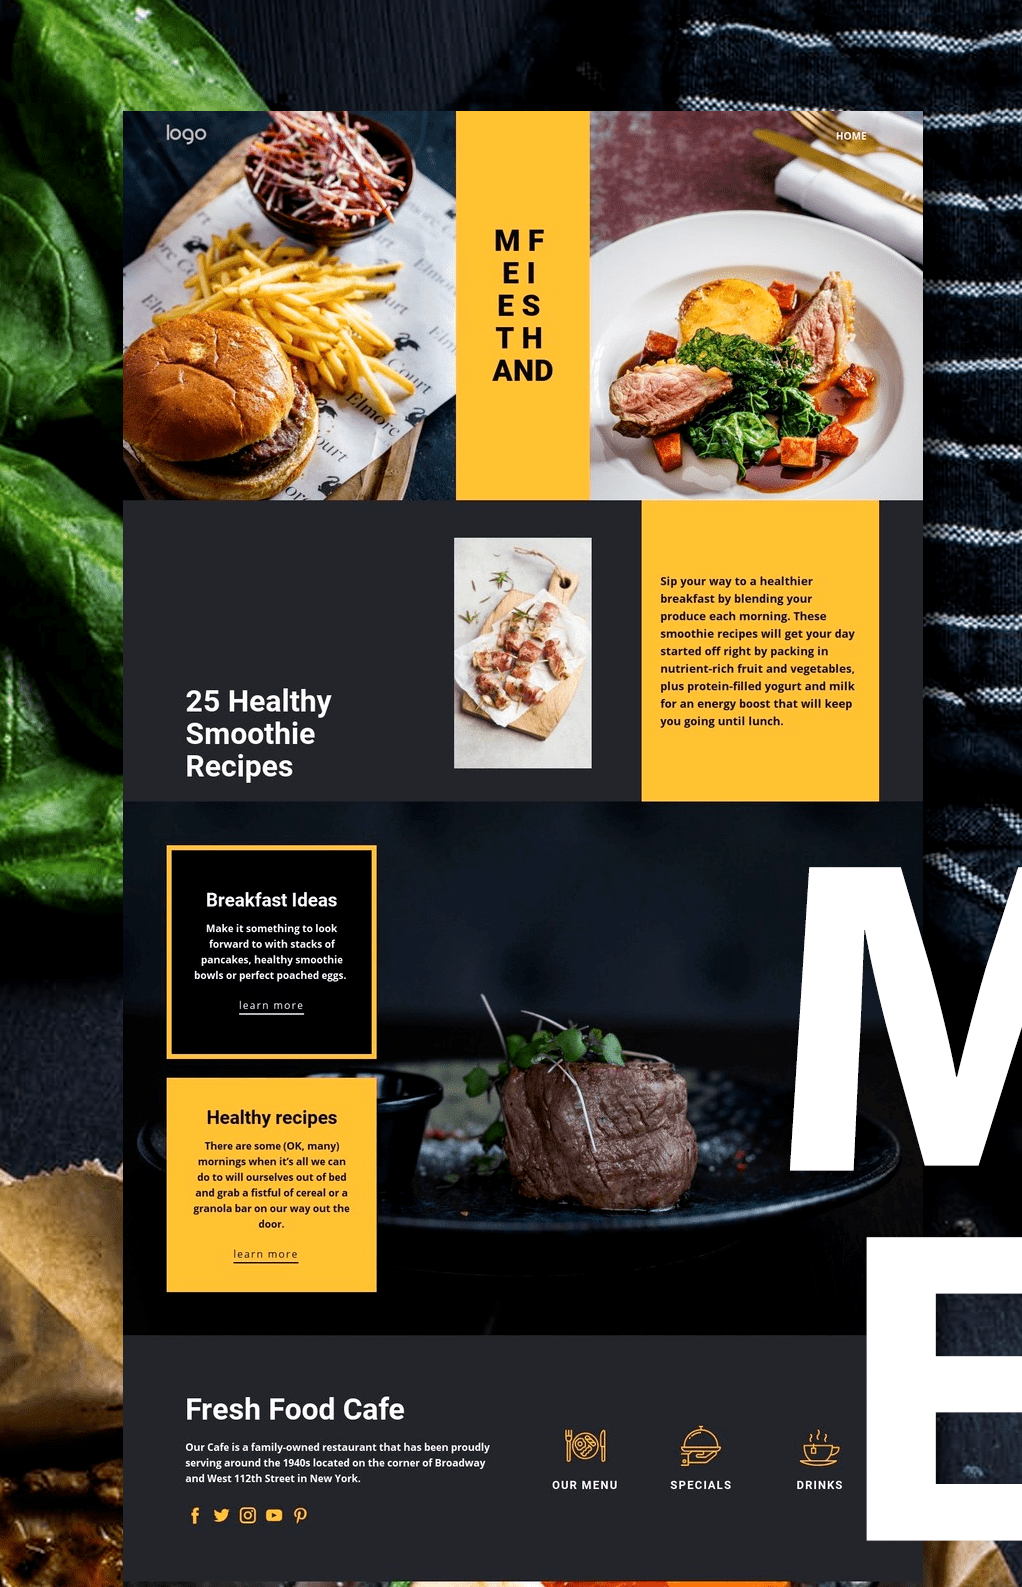 logo
HOME
M F
E I
E S
T H
AND
25 Healthy
Smoothie
Recipes
Sip your way to a healthier
breakfast by blending your
produce each morning. These
smoothie recipes will get your day
started off right by packing in
nutrient-rich fruit and vegetables,
plus protein-filled yogurt and milk
for an energy boost that will keep
you going until lunch.
Breakfast Ideas
Make it something to look
forward to with stacks of
pancakes, healthy smoothie
bowls or perfect poached eggs.
learn more
Healthy recipes
There are some (OK, many)
mornings when it’s all we can
do to will ourselves out of bed
and grab a fistful of cereal or a
granola bar on our way out the
door.
learn more
M
E
Fresh Food Cafe
Our Cafe is a family-owned restaurant that has been proudly
serving around the 1940s located on the corner of Broadway
and West 112th Street in New York.
OUR MENU
SPECIALS
DRINKS
Elmore Court
Elmore
Court